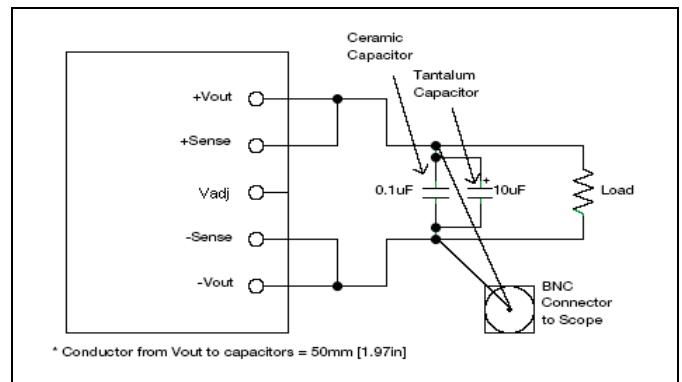 Ceramic
Capacitor
Tantalum
Capacitor
+Vout
+Sense
Vadj
-Sense
-Vout
0.1uF
+
10uF
Load
BNC
Connector
to Scope
* Conductor from Vout to capacitors = 50mm [1.97in]